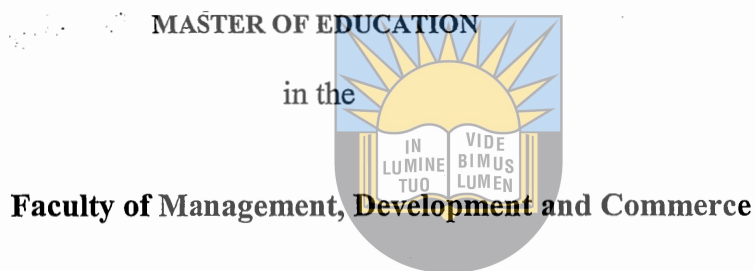 MASTER OF EDUCATION
in the
IN
LUMINE
TUO
VIDE
BIMUS
LUMEN
Faculty of Management, Development and Commerce